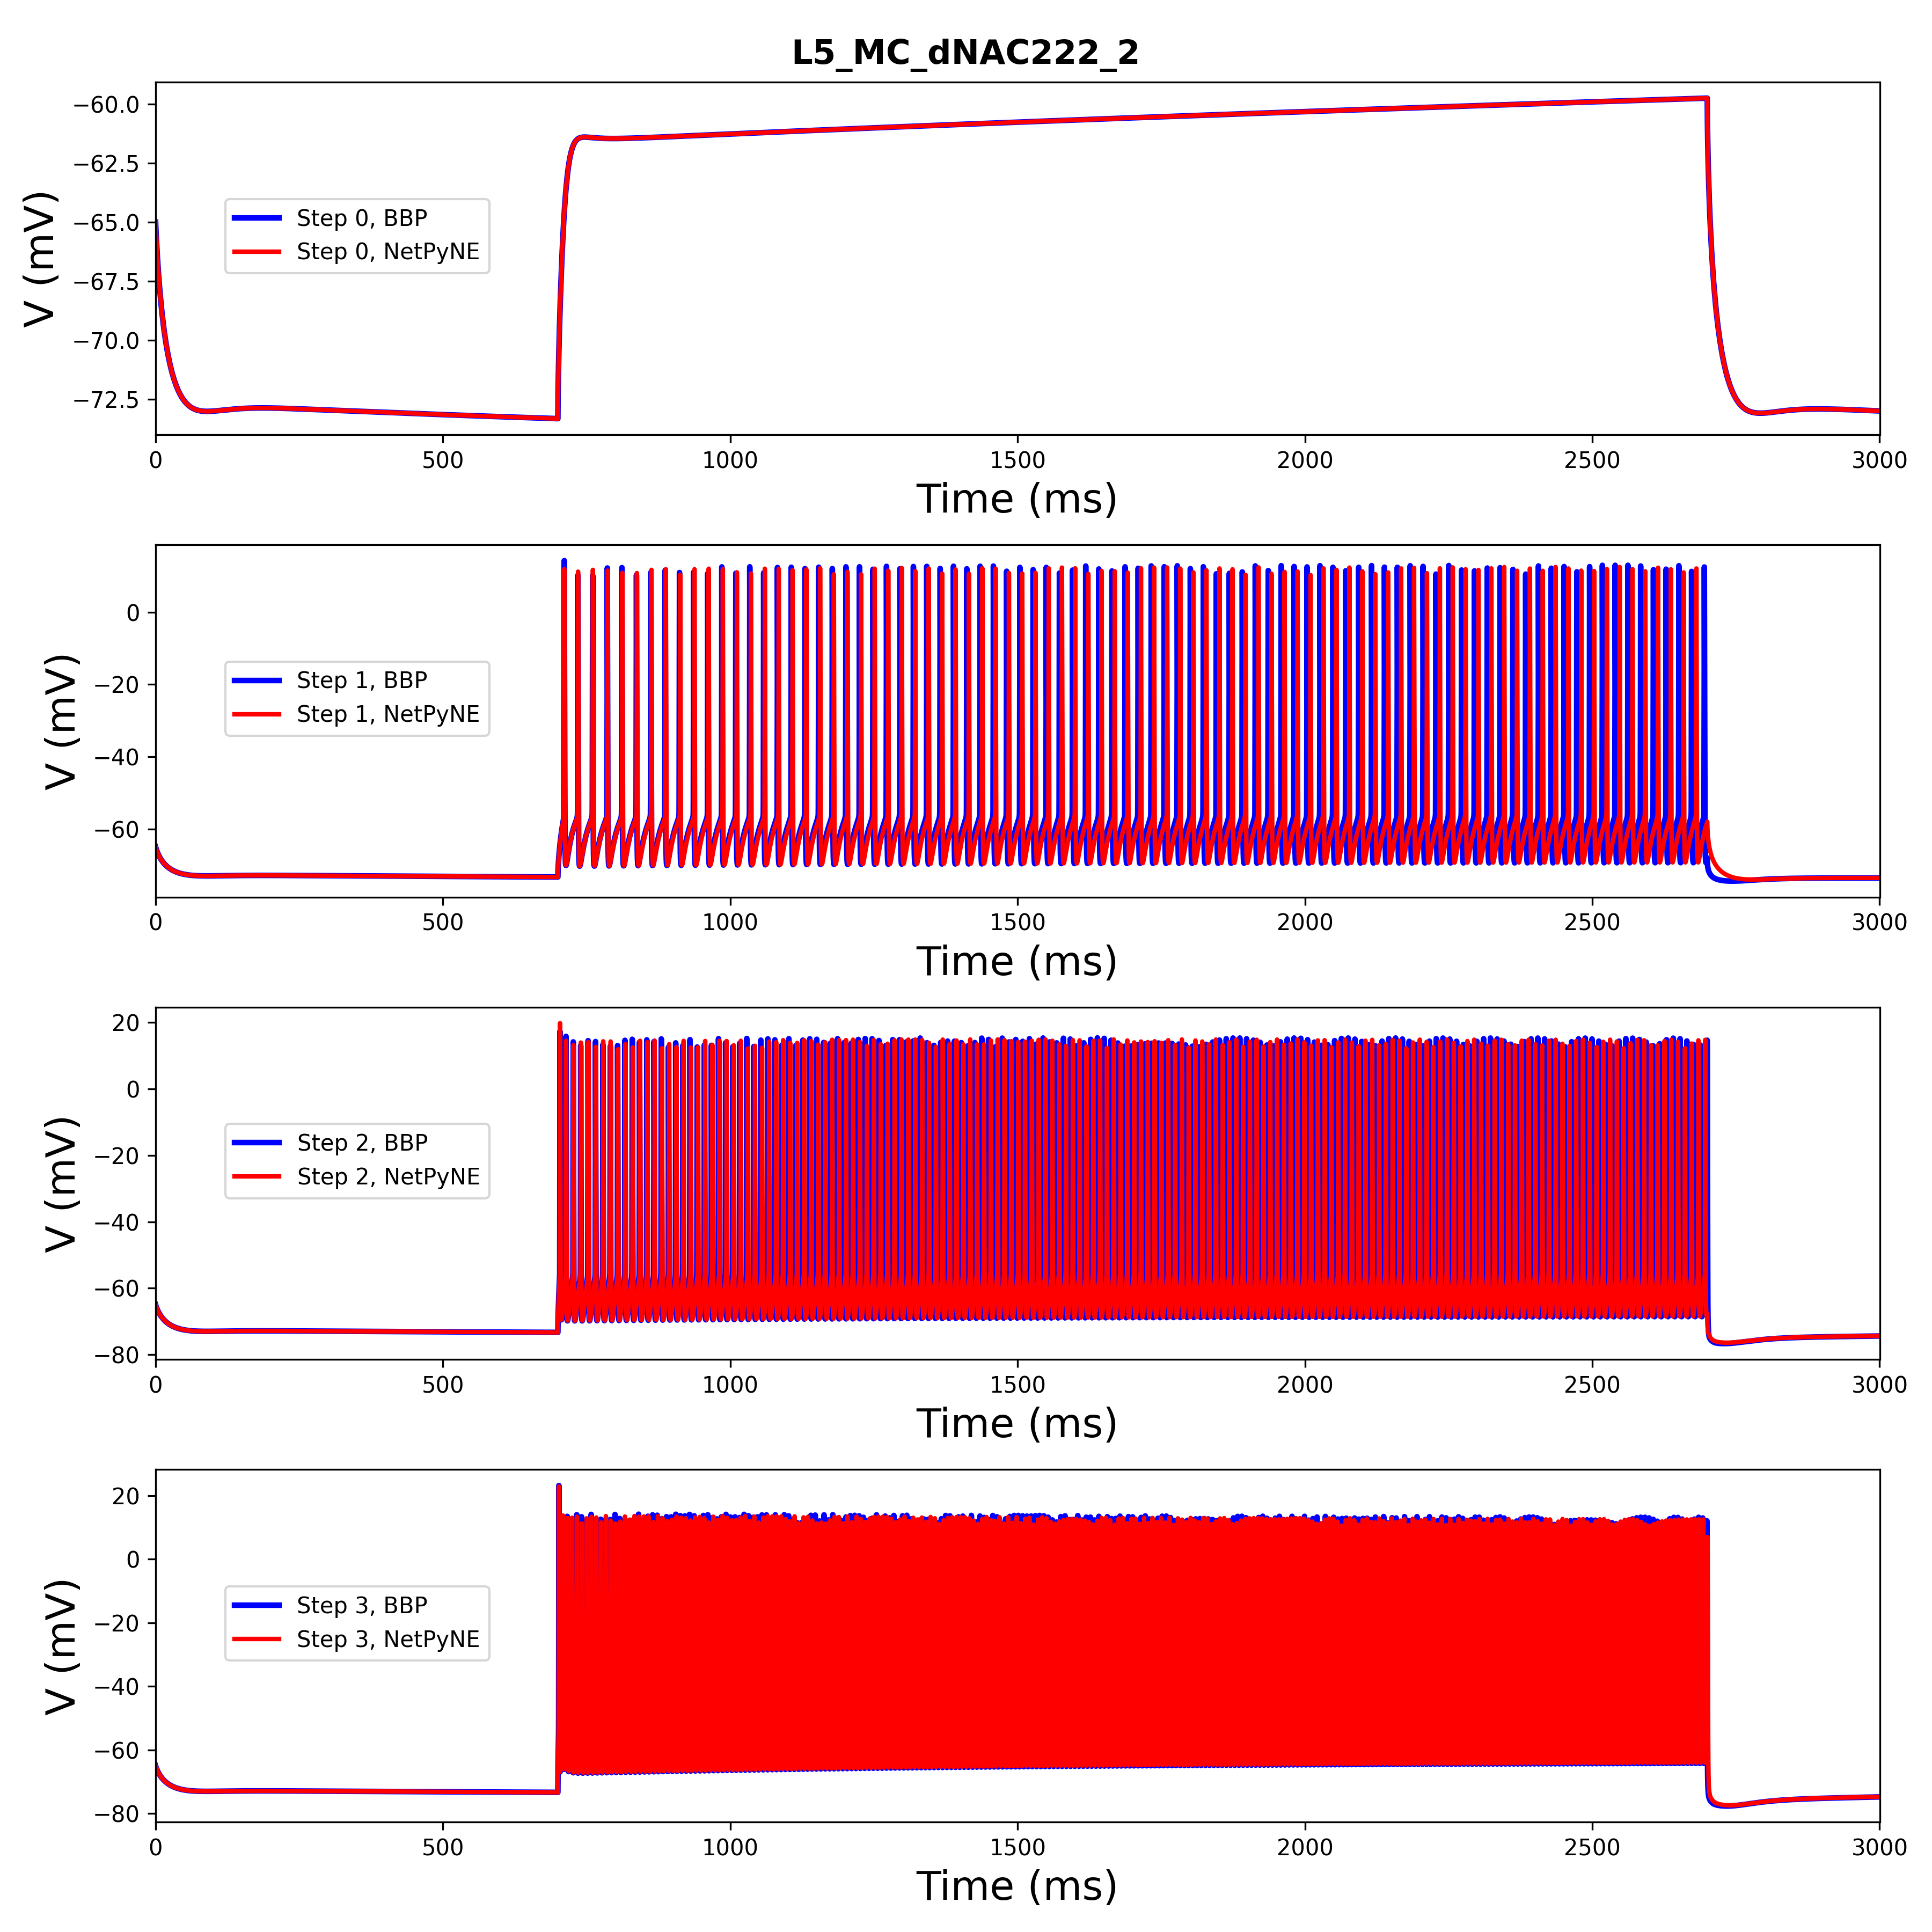 L5_MC_dNAC222_2
−60.0
−62.5
−65.0
−67.5
−70.0
−72.5
V (mV)
Step 0, BBP
Step 0, NetPyNE
0 500 1000 1500 2000 2500 3000
Time (ms)
0
−20
−40
−60
V (mV)
Step 1, BBP
Step 1, NetPyNE
0 500 1000 1500 2000 2500 3000
Time (ms)
20
0
−20
−40
−60
−80
V (mV)
Step 2, BBP
Step 2, NetPyNE
0 500 1000 1500 2000 2500 3000
Time (ms)
20
0
−20
−40
−60
−80
V (mV)
Step 3, BBP
Step 3, NetPyNE
0 500 1000 1500 2000 2500 3000
Time (ms)